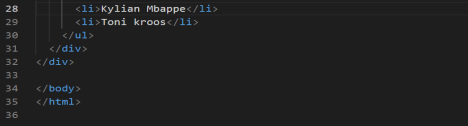 28 <li>Kylian Mbappe</li>
29 <li>Toni kroos</li>
30 </ul>
31 </div>
32 </div>
33
34 </body>
35 </html>
36